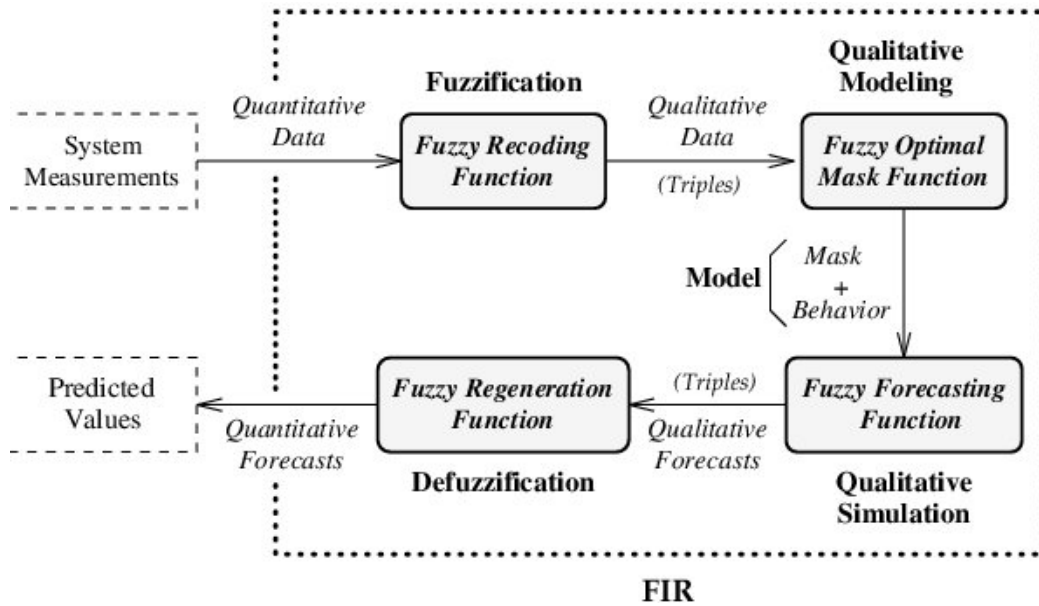 System
Measurements
Quantitative
Data
Fuzzification
Fuzzy Recoding
Function
Qualitative
Data
(Triples)
Qualitative
Modeling
Fuzzy Optimal
Mask Function
Model
Mask
+
Behavior
Fuzzy Forecasting
Function
Qualitative
Simulation
(Triples)
Qualitative
Forecasts
Fuzzy Regeneration
Function
Defuzzification
Quantitative
Forecasts
Predicted
Values
FIR